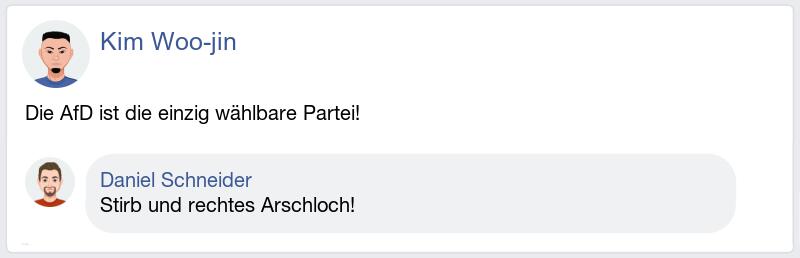 Kim Woo-jin
Die AfD ist die einzig wählbare Partei!
Daniel Schneider
Stirb und rechtes Arschloch!